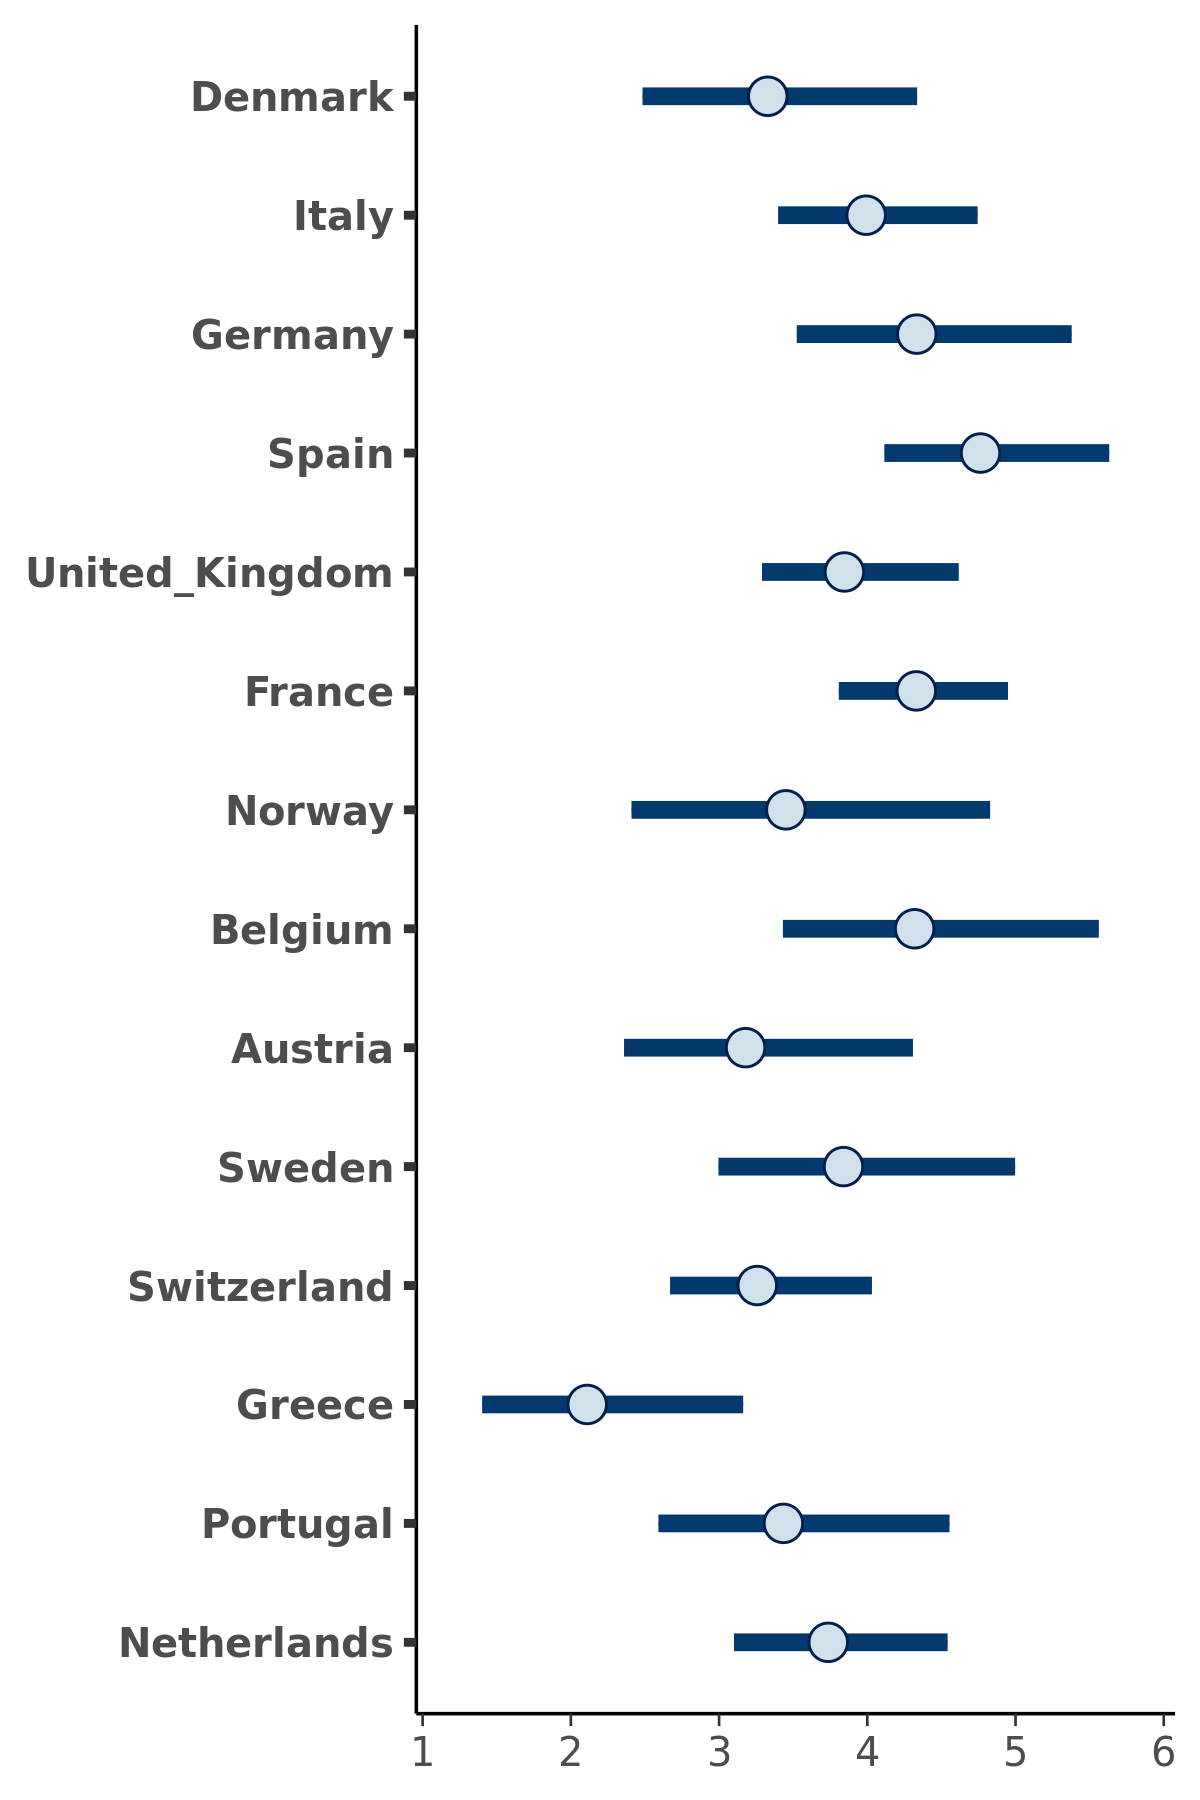 Denmark
Italy
Germany
Spain
United_Kingdom
France
Norway
Belgium
Austria
Sweden
Switzerland
Greece
Portugal
Netherlands
1 2 3 4 5 6